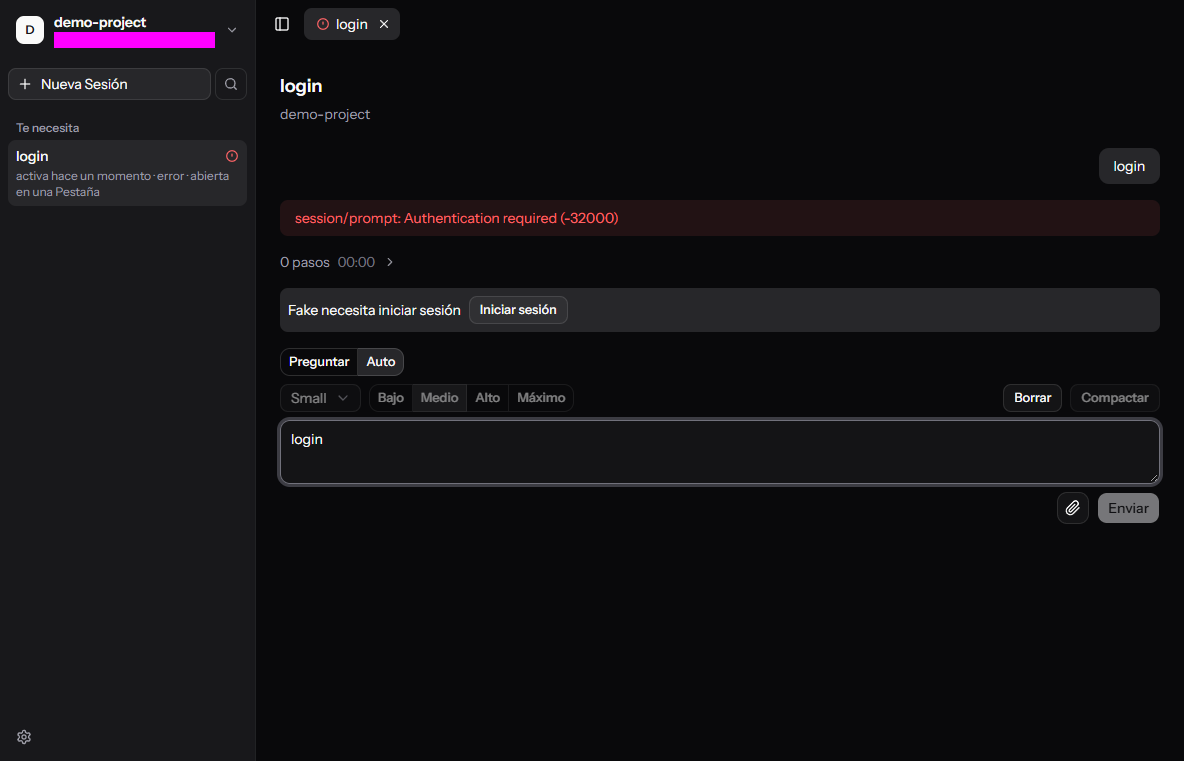 D
demo-project
Nueva Sesión
Te necesita
login
activa hace un momento · error · abierta
en una Pestaña
login
login
demo-project
login
session/prompt: Authentication required (-32000)
0 pasos 00:00
Fake necesita iniciar sesión Iniciar sesión
Preguntar Auto
Small Bajo Medio Alto Máximo Borrar Compactar
login
Enviar